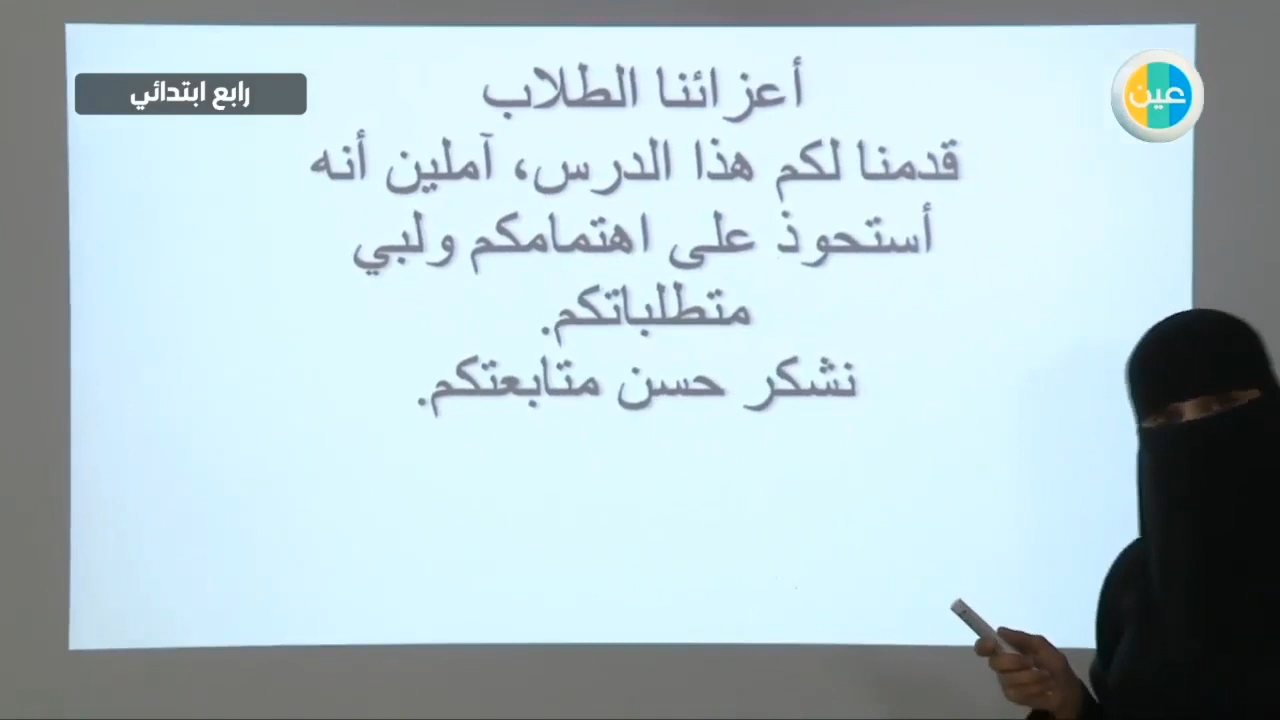 رابع ابتدائي
عين
أعزائنا الطلاب
قدمنا لكم هذا الدرس، آملين أنه
أستحوذ على اهتمامكم ولبي
متطلباتكم.
نشكر حسن متابعتكم.